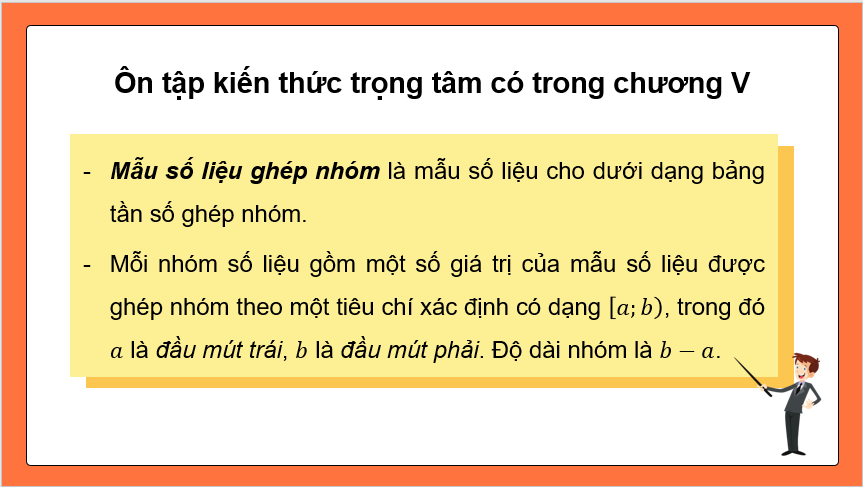 Ôn tập kiến thức trọng tâm có trong chương V
- Mẫu số liệu ghép nhóm là mẫu số liệu cho dưới dạng bảng
tần số ghép nhóm.
- Mỗi nhóm số liệu gồm một số giá trị của mẫu số liệu được
ghép nhóm theo một tiêu chí xác định có dạng [a; b), trong đó
a là đầu mút trái, b là đầu mút phải. Độ dài nhóm là b − a.